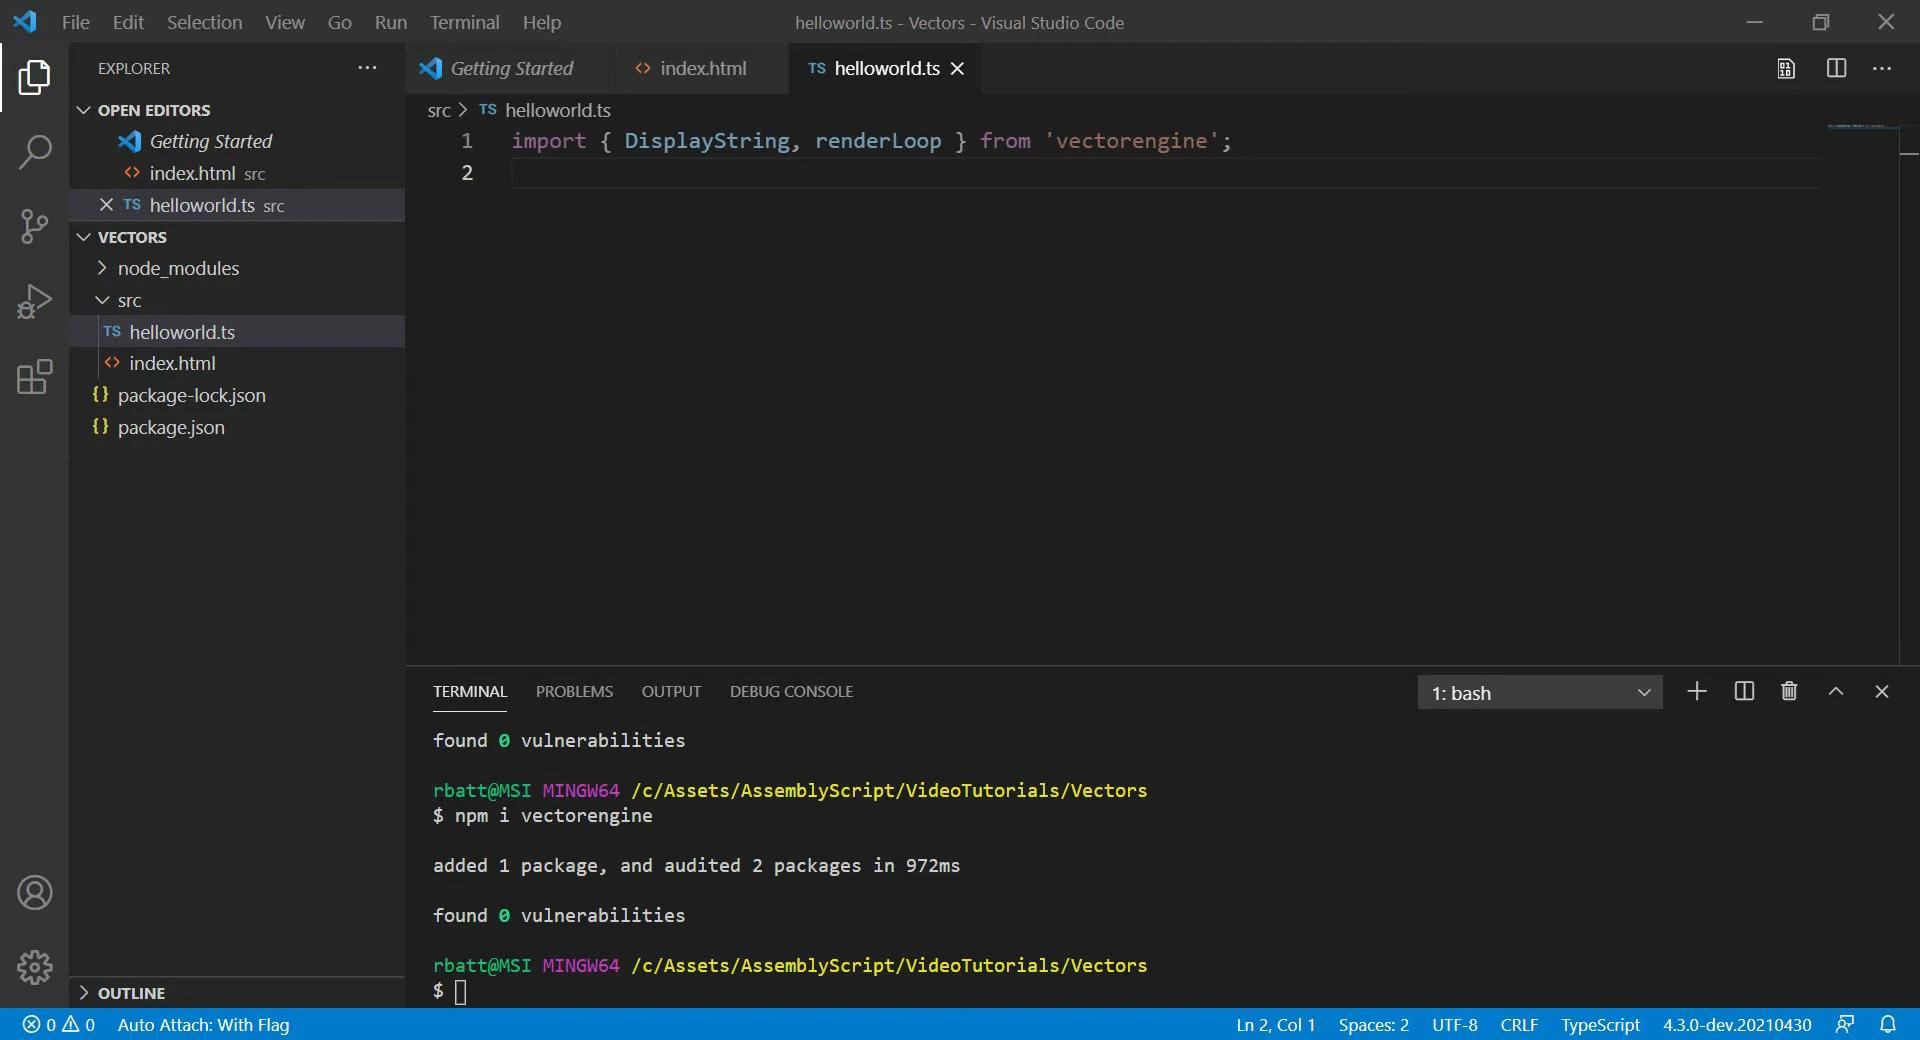 File Edit Selection View Go Run Terminal Help helloworld.ts - Vectors - Visual Studio Code
EXPLORER
OPEN EDITORS
Getting Started
index.html src
TS helloworld.ts src
VECTORS
node_modules
src
TS helloworld.ts
index.html
{} package-lock.json
{} package.json
OUTLINE
Getting Started <> index.html TS helloworld.ts
src > TS helloworld.ts
1 import { DisplayString, renderLoop } from 'vectorengine';
2
TERMINAL PROBLEMS OUTPUT DEBUG CONSOLE 1: bash
found 0 vulnerabilities
rbatt@MSI MINGW64 /c/Assets/AssemblyScript/VideoTutorials/Vectors
$ npm i vectorengine
added 1 package, and audited 2 packages in 972ms
found 0 vulnerabilities
rbatt@MSI MINGW64 /c/Assets/AssemblyScript/VideoTutorials/Vectors
$
0 0 Auto Attach: With Flag Ln 2, Col 1 Spaces: 2 UTF-8 CRLF TypeScript 4.3.0-dev.20210430